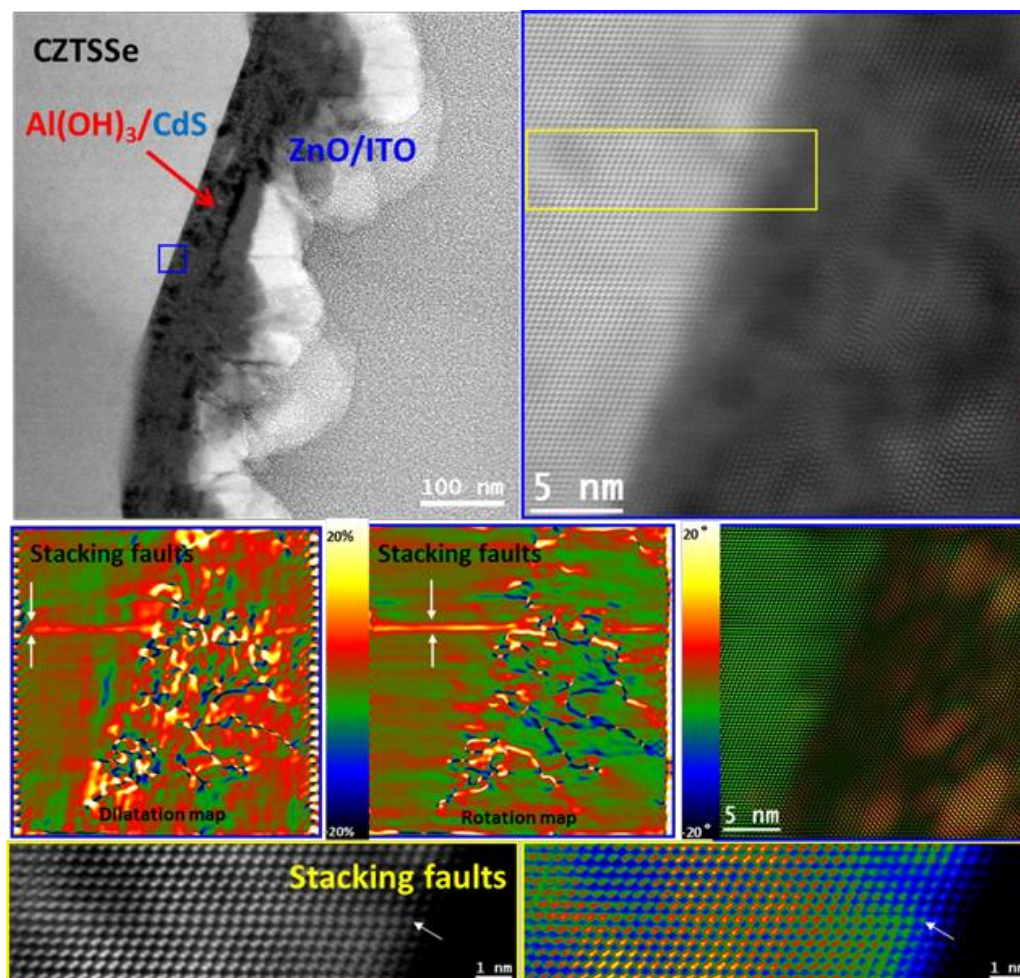 CZTSSe
Al(OH)3/CdS
ZnO/ITO
100 nm
5 nm
Stacking faults
20%
Stacking faults
20°
Dilatation map
-20%
Rotation map
-20°
5 nm
Stacking faults
1 nm
1 nm